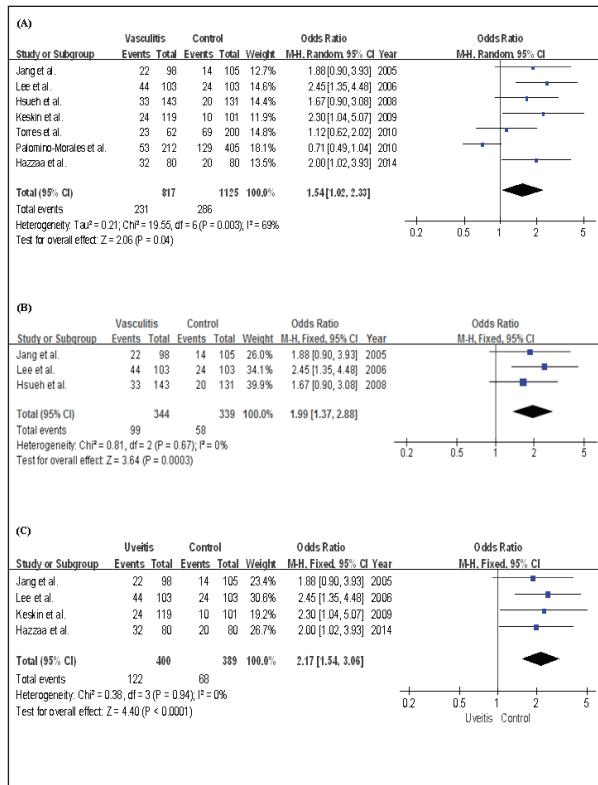 (A)
Vasculitis Control Odds Ratio Odds Ratio
Study or Subgroup Events Total Events Total Weight M-H, Random, 95% CI Year M-H, Random, 95% CI
Jang et al. 22 98 14 105 12.7% 1.88 [0.90, 3.93] 2005
Lee et al. 44 103 24 103 14.6% 2.45 [1.35, 4.48] 2006
Hsueh et al. 33 143 20 131 14.4% 1.67 [0.90, 3.08] 2008
Keskin et al. 24 119 10 101 11.9% 2.30 [1.04, 5.07] 2009
Torres et al. 23 62 69 200 14.8% 1.12 [0.62, 2.02] 2010
Palomino-Morales et al. 53 212 129 405 18.1% 0.71 [0.49, 1.04] 2010
Hazzaa et al. 32 80 20 80 13.5% 2.00 [1.02, 3.93] 2014
Total (95% CI) 817 1125 100.0% 1.54 [1.02, 2.33]
Total events 231 286
Heterogeneity: Tau² = 0.21; Chi² = 19.55, df = 6 (P = 0.003); I² = 69%
Test for overall effect: Z = 2.06 (P = 0.04)
0.2 0.5 1 2 5
(B)
Vasculitis Control Odds Ratio Odds Ratio
Study or Subgroup Events Total Events Total Weight M-H, Fixed, 95% CI Year M-H, Fixed, 95% CI
Jang et al. 22 98 14 105 26.0% 1.88 [0.90, 3.93] 2005
Lee et al. 44 103 24 103 34.1% 2.45 [1.35, 4.48] 2006
Hsueh et al. 33 143 20 131 39.9% 1.67 [0.90, 3.08] 2008
Total (95% CI) 344 339 100.0% 1.99 [1.37, 2.88]
Total events 99 58
Heterogeneity: Chi² = 0.81, df = 2 (P = 0.67); I² = 0%
Test for overall effect: Z = 3.64 (P = 0.0003)
0.2 0.5 1 2 5
(C)
Uveitis Control Odds Ratio Odds Ratio
Study or Subgroup Events Total Events Total Weight M-H, Fixed, 95% CI Year M-H, Fixed, 95% CI
Jang et al. 22 98 14 105 23.4% 1.88 [0.90, 3.93] 2005
Lee et al. 44 103 24 103 30.6% 2.45 [1.35, 4.48] 2006
Keskin et al. 24 119 10 101 19.2% 2.30 [1.04, 5.07] 2009
Hazzaa et al. 32 80 20 80 26.7% 2.00 [1.02, 3.93] 2014
Total (95% CI) 400 389 100.0% 2.17 [1.54, 3.06]
Total events 122 68
Heterogeneity: Chi² = 0.38, df = 3 (P = 0.94); I² = 0%
Test for overall effect: Z = 4.40 (P < 0.0001)
0.2 0.5 1 2 5
Uveitis Control